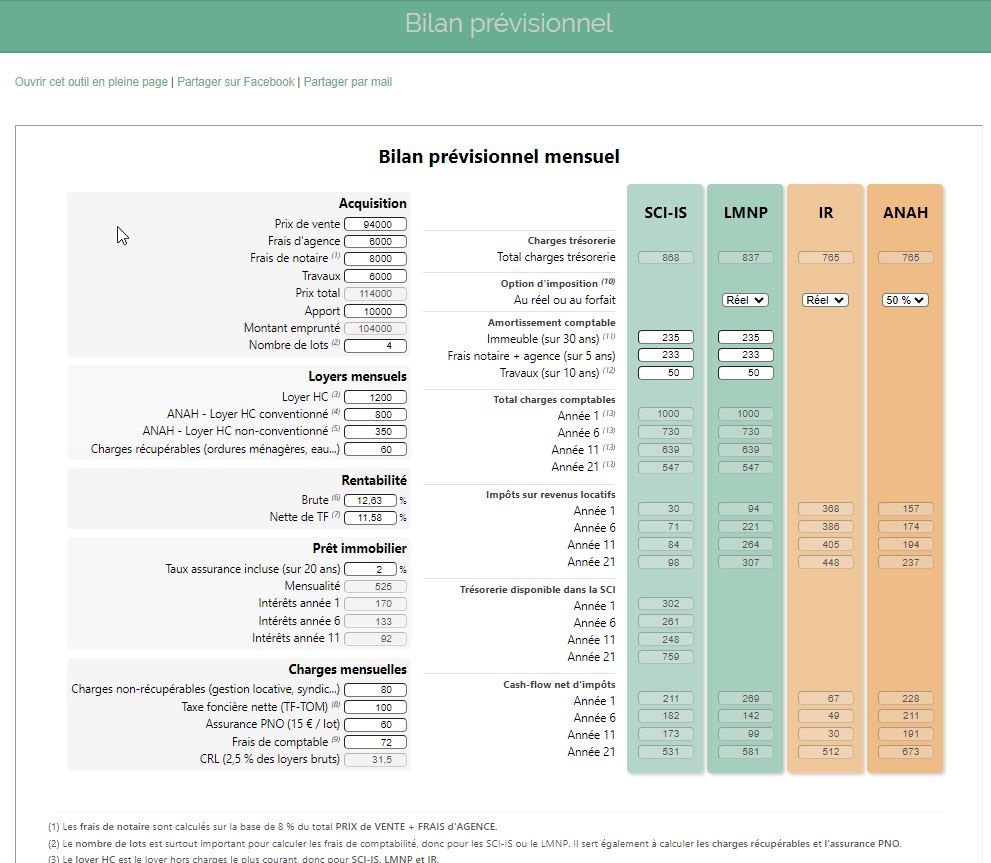 Bilan prévisionnel
Ouvrir cet outil en pleine page | Partager sur Facebook | Partager par mail
Bilan prévisionnel mensuel
Acquisition
Prix de vente 94000
Frais d'agence 6000
Frais de notaire (1) 8000
Travaux 6000
Prix total 114000
Apport 10000
Montant emprunté 104000
Nombre de lots (2) 4
Loyers mensuels
Loyer HC (3) 1200
ANAH - Loyer HC conventionné (4) 800
ANAH - Loyer HC non-conventionné (5) 350
Charges récupérables (ordures ménagères, eau...) 60
Rentabilité
Brute (6) 12,63 %
Nette de TF (7) 11,58 %
Prêt immobilier
Taux assurance incluse (sur 20 ans) 2 %
Mensualité 525
Intérêts année 1 170
Intérêts année 6 133
Intérêts année 11 92
Charges mensuelles
Charges non-récupérables (gestion locative, syndic...) 80
Taxe foncière nette (TF-TOM) (8) 100
Assurance PNO (15 € / lot) 60
Frais de comptable (9) 72
CRL (2,5 % des loyers bruts) 31,5
SCI-IS LMNP IR ANAH
Charges trésorerie
Total charges trésorerie 868 837 765 765
Option d'imposition (10)
Au réel ou au forfait Réel Réel 50 %
Amortissement comptable
Immeuble (sur 30 ans) (11) 235 235
Frais notaire + agence (sur 5 ans) 233 233
Travaux (sur 10 ans) (12) 50 50
Total charges comptables
Année 1 (13) 1000 1000
Année 6 (13) 730 730
Année 11 (13) 639 639
Année 21 (13) 547 547
Impôts sur revenus locatifs
Année 1 30 94 368 157
Année 6 71 221 386 174
Année 11 84 264 405 194
Année 21 98 307 448 237
Trésorerie disponible dans la SCI
Année 1 302
Année 6 261
Année 11 248
Année 21 759
Cash-flow net d'impôts
Année 1 211 269 67 228
Année 6 182 142 49 211
Année 11 173 99 30 191
Année 21 531 581 512 673
(1) Les frais de notaire sont calculés sur la base de 8 % du total PRIX de VENTE + FRAIS d'AGENCE.
(2) Le nombre de lots est surtout important pour calculer les frais de comptabilité, donc pour les SCI-IS ou le LMNP. Il sert également à calculer les charges récupérables et l'assurance PNO.
(3) Le loyer HC est le loyer hors charges le plus courant, donc pour SCI-IS, LMNP et IR.